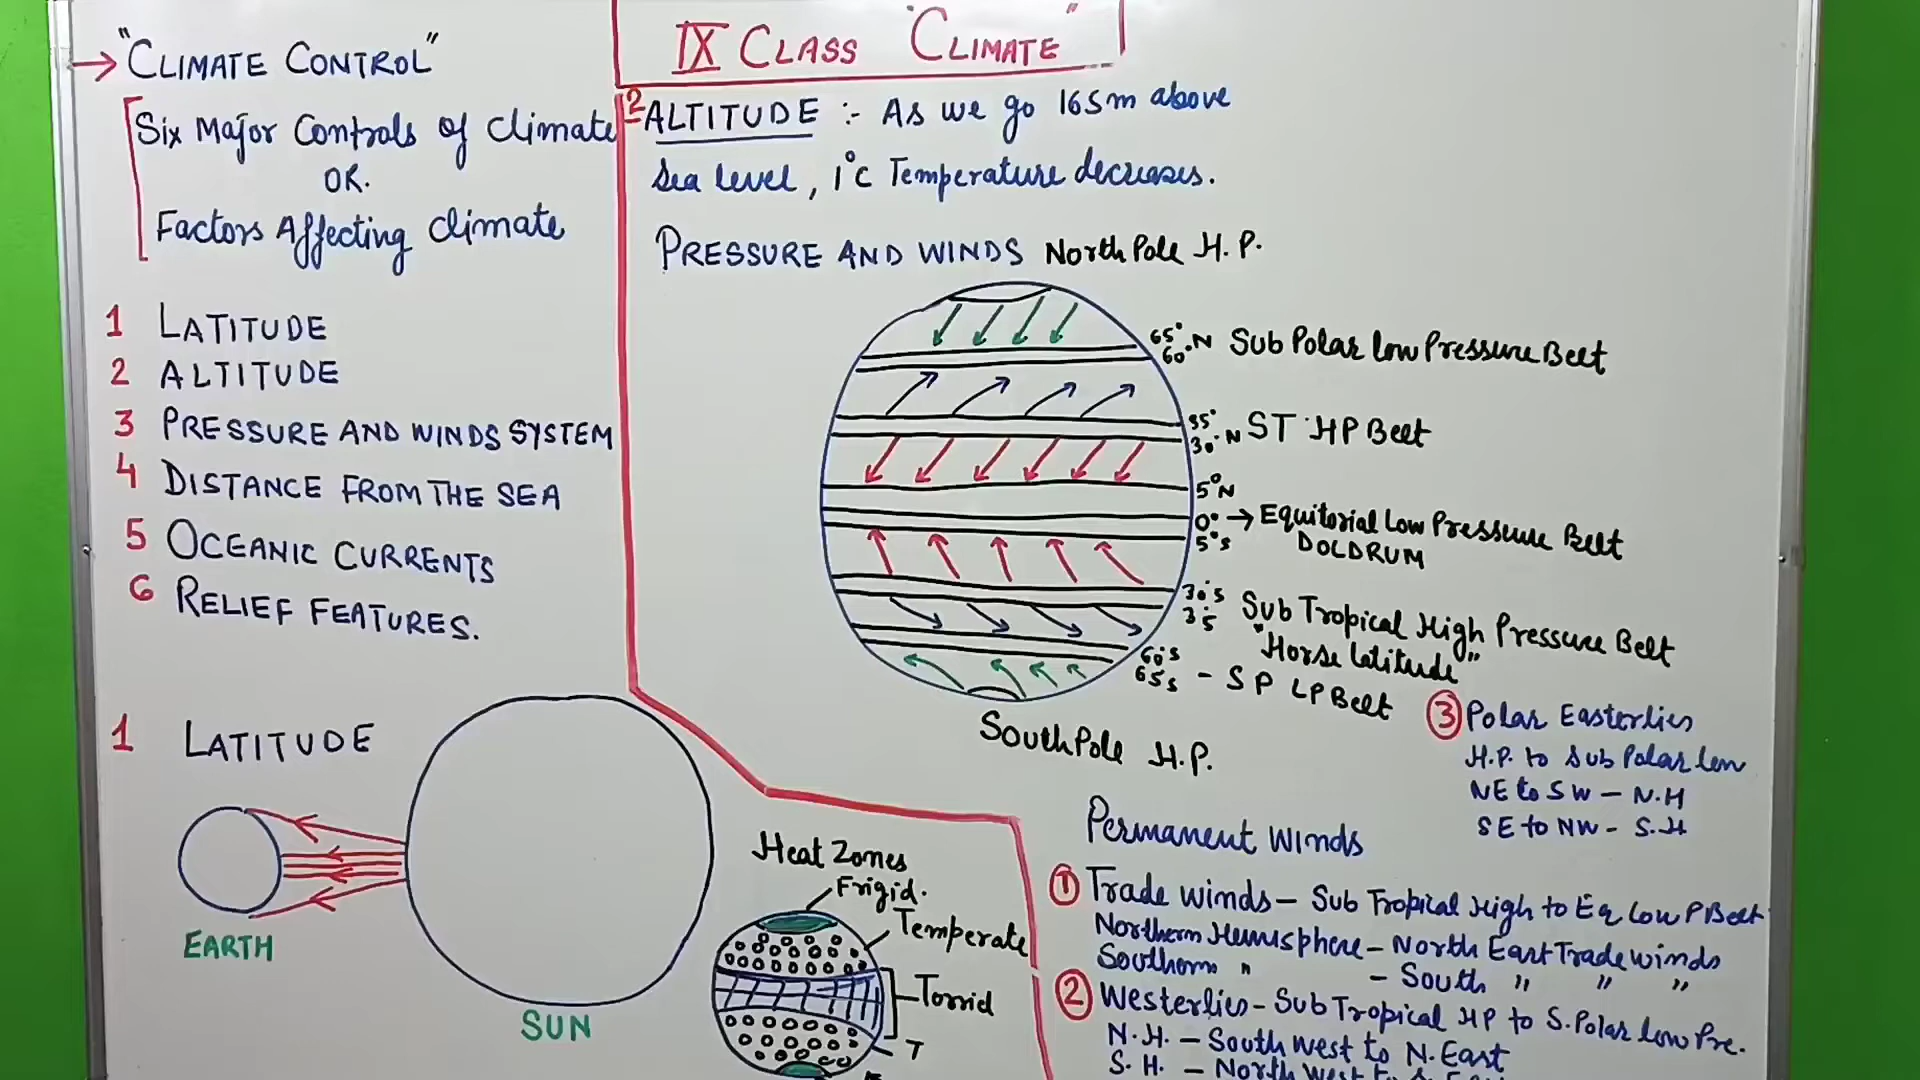 IX CLASS "CLIMATE"
→ "CLIMATE CONTROL"
Six Major Controls of Climate
OR.
Factors Affecting Climate
1 LATITUDE
2 ALTITUDE
3 PRESSURE AND WINDS SYSTEM
4 DISTANCE FROM THE SEA
5 OCEANIC CURRENTS
6 RELIEF FEATURES.
1 LATITUDE
EARTH
SUN
Heat Zones
Frigid.
Temperate
Torrid
T
2 ALTITUDE :- As we go 165m above
Sea level, 1°C Temperature decreases.
PRESSURE AND WINDS North Pole H.P.
65°
60°N Sub Polar low Pressure Belt
35°
30°N ST HP Belt
5°N
0° → Equitorial Low Pressure Belt
5°S DOLDRUM
30°S Sub Tropical High Pressure Belt
35 "Horse latitude"
60°S
65S - SP LP Belt
South Pole H.P.
3 Polar Easterlies
H.P. to Sub Polar
NE to SW - N.H
SE to NW - S.H
Permanent Winds
1 Trade winds - Sub Tropical High to Eq Low P Belt
Northern Hemisphere - North East Trade winds
Southern " - South " " "
2 Westerlies - Sub Tropical HP to S. Polar low Pre.
N.H. - South West to N. East
S.H. - North West to